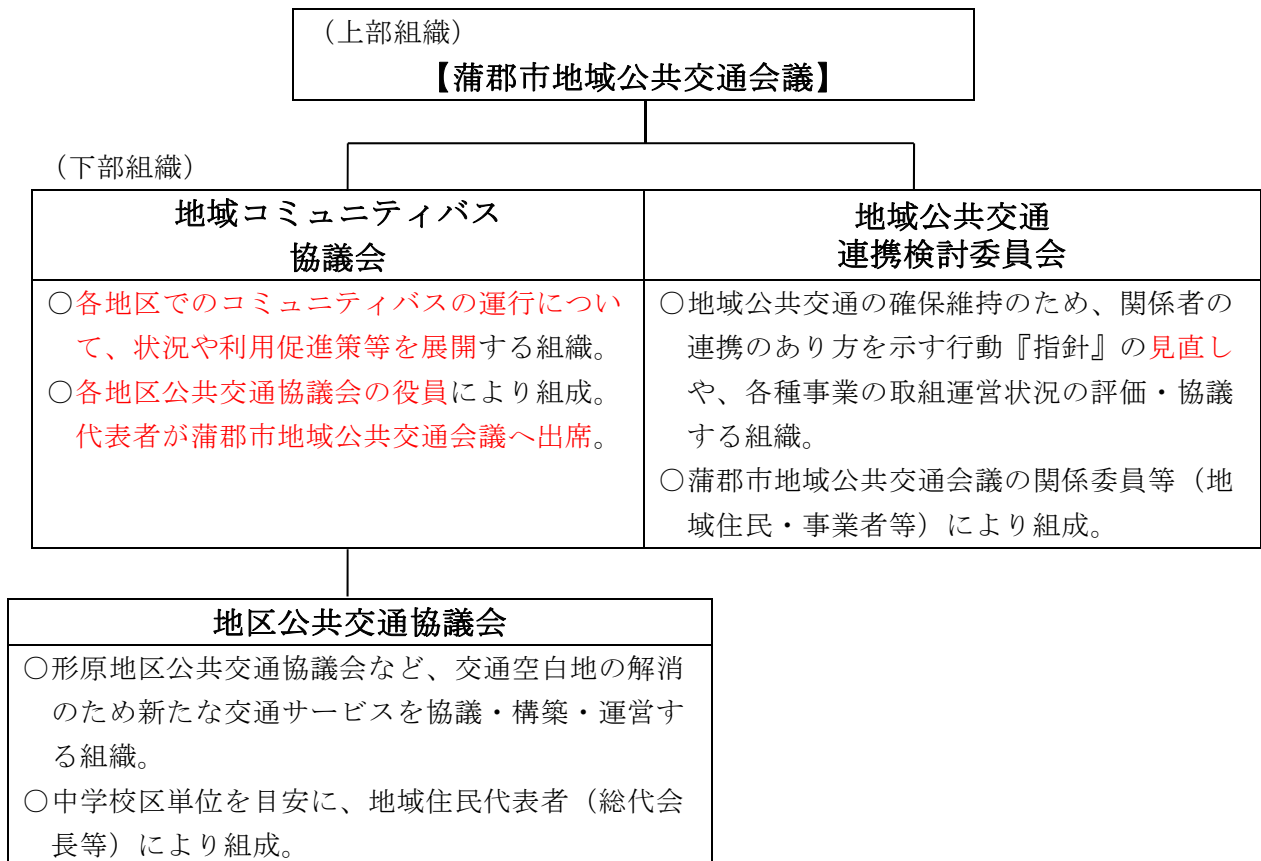 （上部組織）
【蒲郡市地域公共交通会議】
（下部組織）
地域コミュニティバス
協議会
○各地区でのコミュニティバスの運行につい
て、状況や利用促進策等を展開する組織。
○各地区公共交通協議会の役員により組成。
代表者が蒲郡市地域公共交通会議へ出席。
地域公共交通
連携検討委員会
○地域公共交通の確保維持のため、関係者の
連携のあり方を示す行動『指針』の見直し
や、各種事業の取組運営状況の評価・協議
する組織。
○蒲郡市地域公共交通会議の関係委員等（地
域住民・事業者等）により組成。
地区公共交通協議会
○形原地区公共交通協議会など、交通空白地の解消
のため新たな交通サービスを協議・構築・運営す
る組織。
○中学校区単位を目安に、地域住民代表者（総代会
長等）により組成。